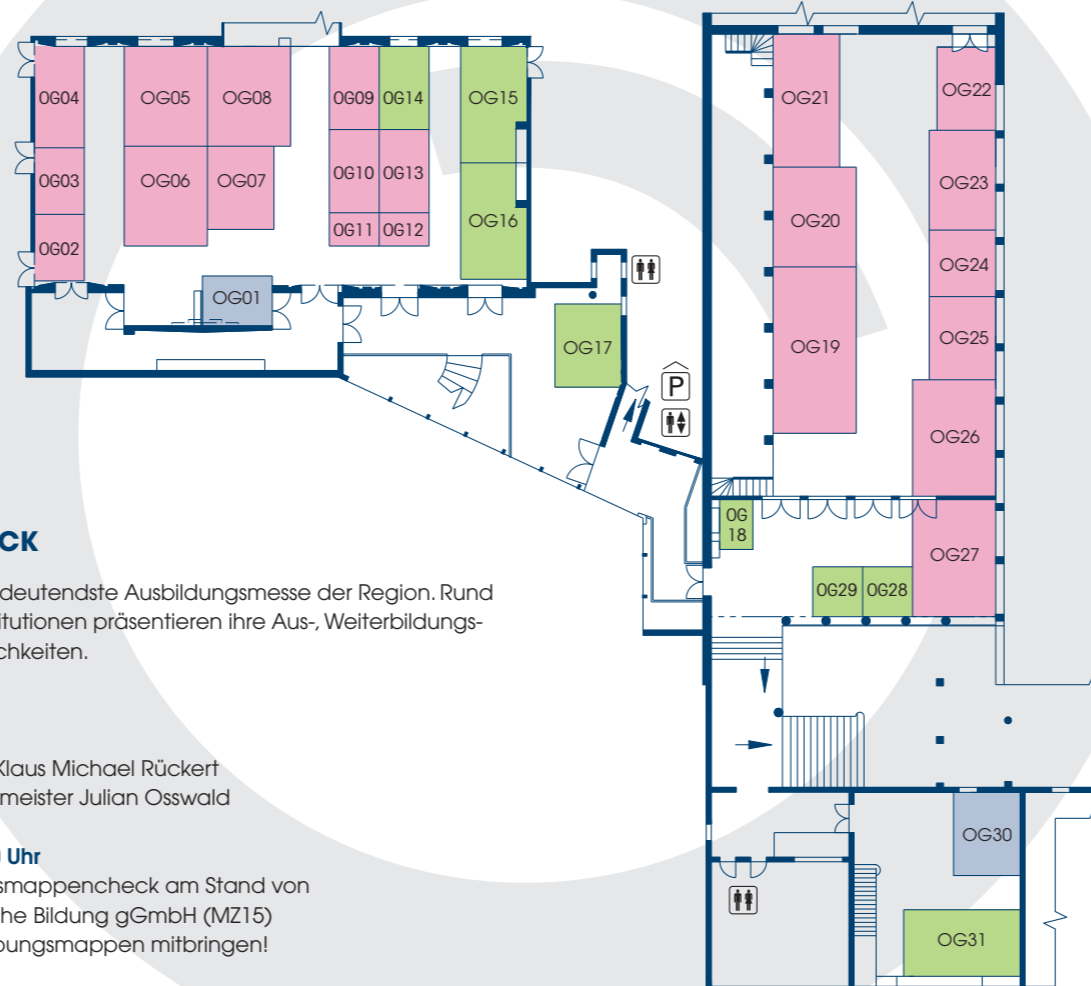 OG04
OG05
OG08
OG09
OG14
OG15
OG03
OG06
OG07
OG10
OG13
OG02
OG11
OG12
OG16
OG01
OG17
P
OG21
OG22
OG23
OG20
OG24
OG25
OG19
OG26
OG
18
OG27
OG29
OG28
OG30
OG31
CK
deutendste Ausbildungsmesse der Region. Rund
itutionen präsentieren ihre Aus-, Weiterbildungs-
chkeiten.
Klaus Michael Rückert
meister Julian Osswald
Uhr
smappencheck am Stand von
he Bildung gGmbH (MZ15)
bungsmappen mitbringen!